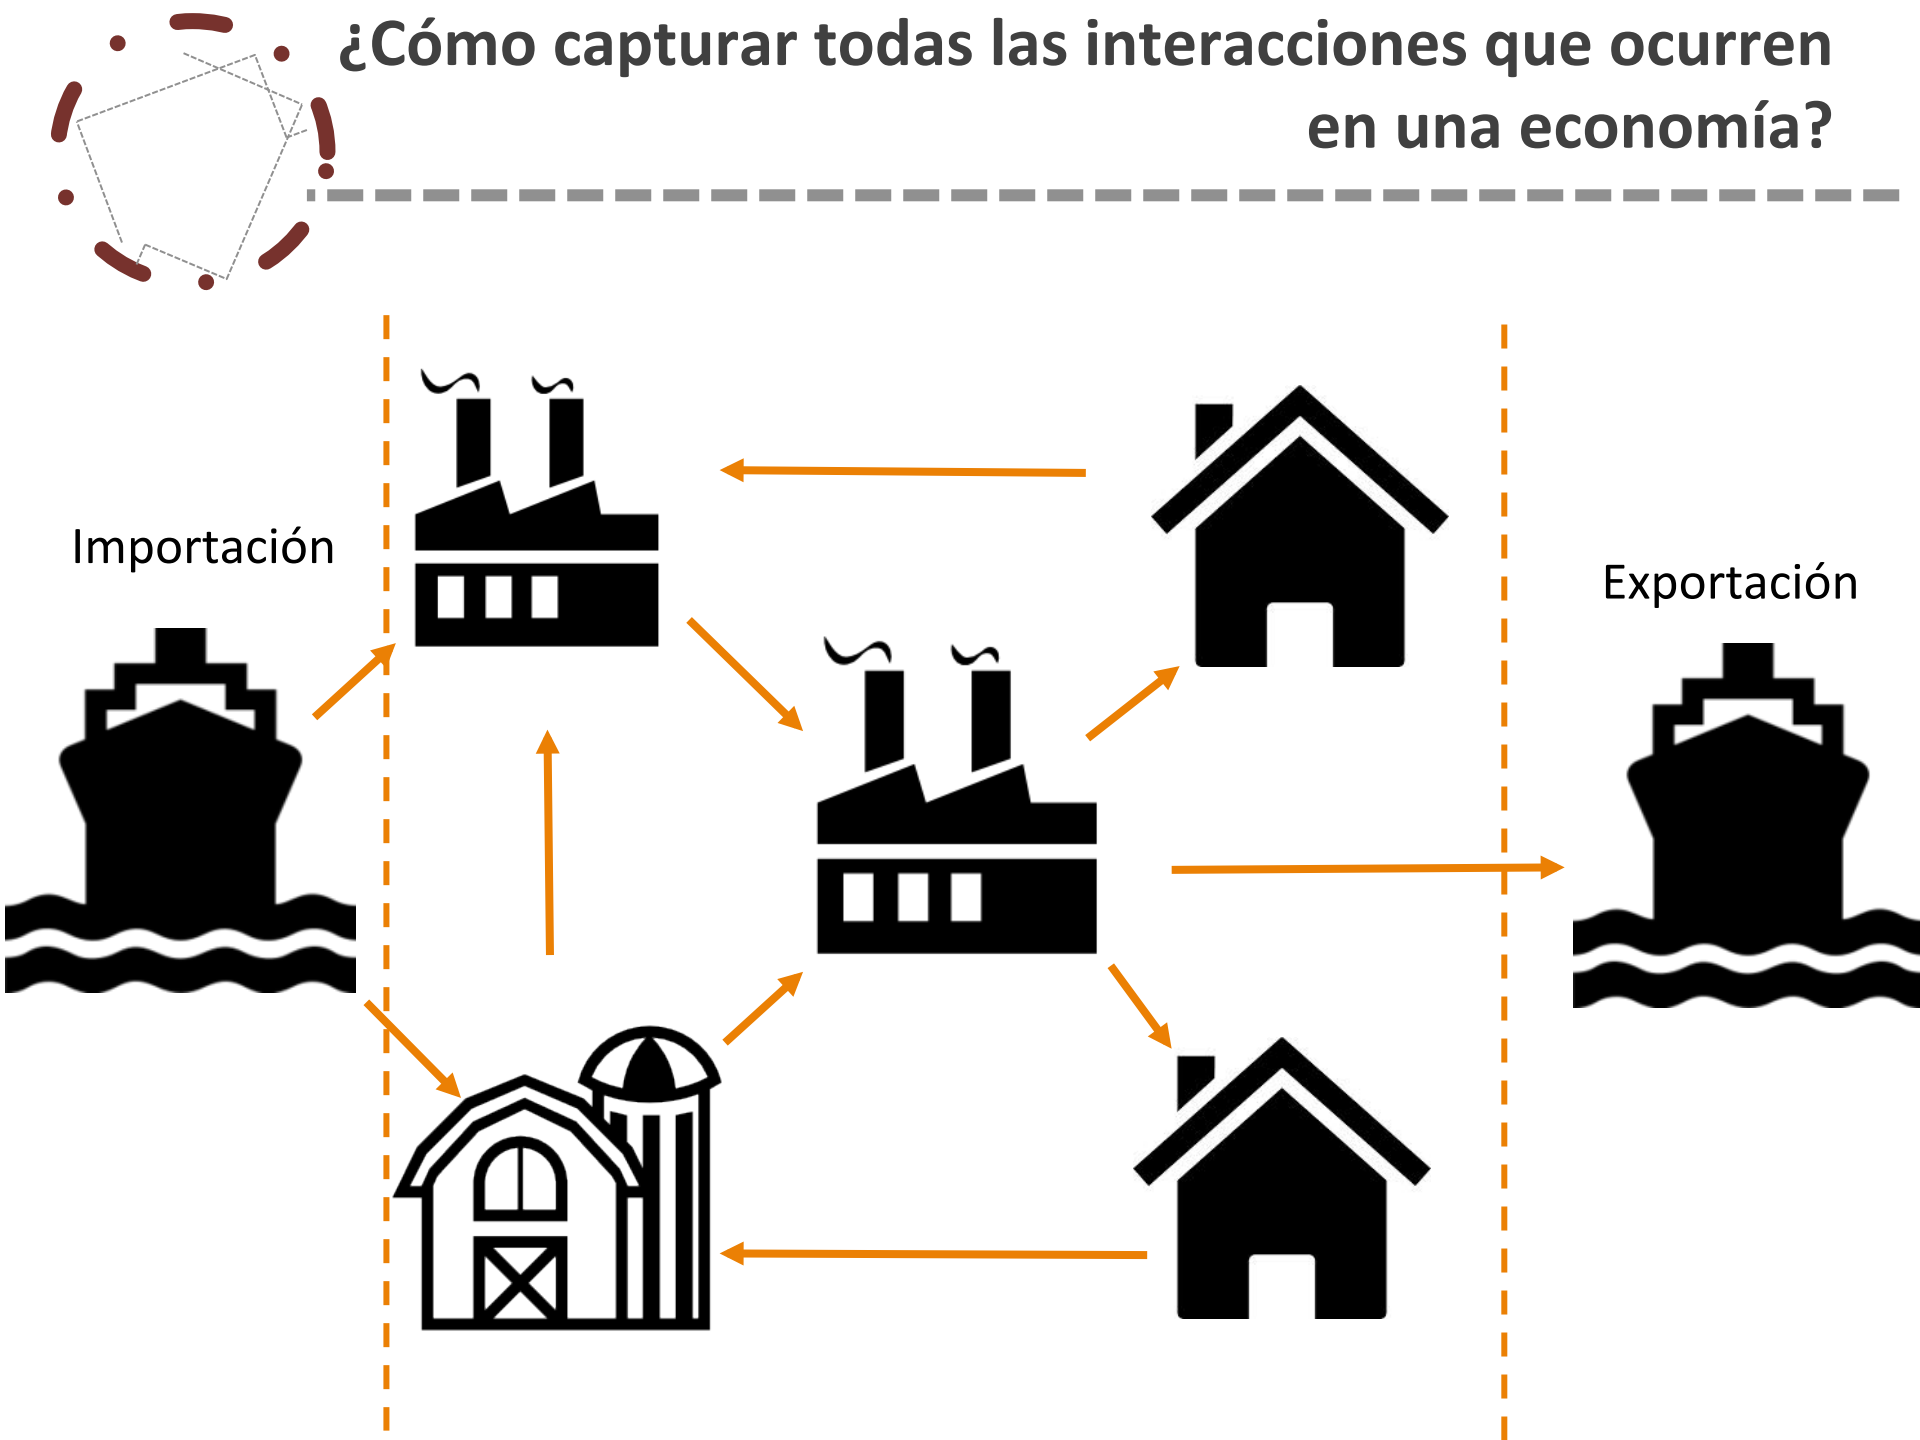 ¿Cómo capturar todas las interacciones que ocurren
en una economía?
Importación
Exportación